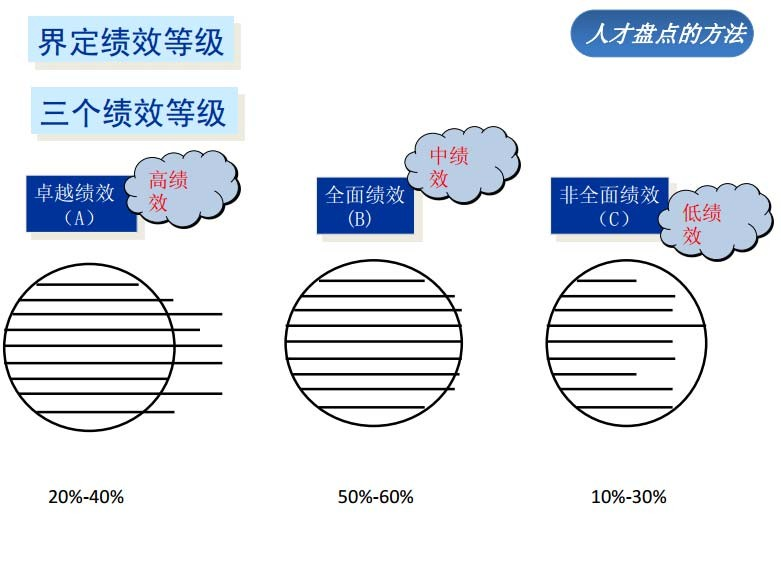 界定绩效等级
人才盘点的方法
三个绩效等级
卓越绩效
（A）
高绩
效
全面绩效
(B)
中绩
效
非全面绩效
（C）
低绩
效
20%-40%
50%-60%
10%-30%